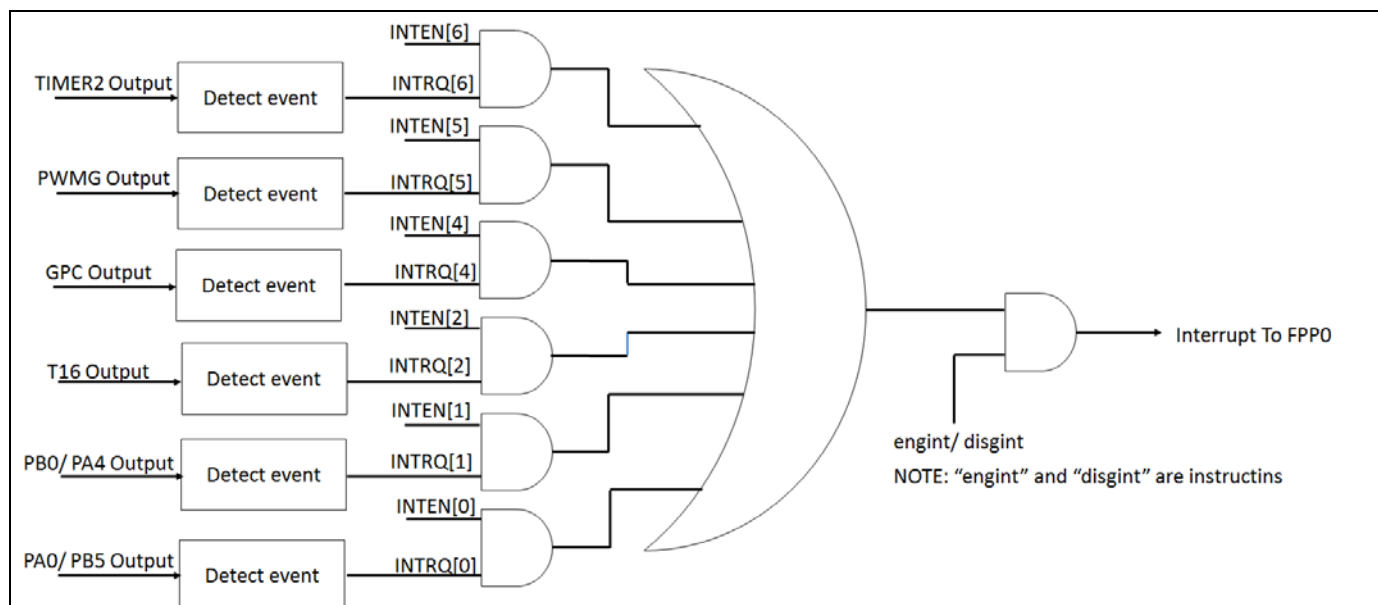 INTEN[6]
TIMER2 Output
Detect event
INTRQ[6]
INTEN[5]
PWMG Output
Detect event
INTRQ[5]
INTEN[4]
GPC Output
Detect event
INTRQ[4]
INTEN[2]
T16 Output
Detect event
INTRQ[2]
INTEN[1]
PB0/ PA4 Output
Detect event
INTRQ[1]
INTEN[0]
PA0/ PB5 Output
Detect event
INTRQ[0]
Interrupt To FPP0
engint/ disgint
NOTE: “engint” and “disgint” are instructins